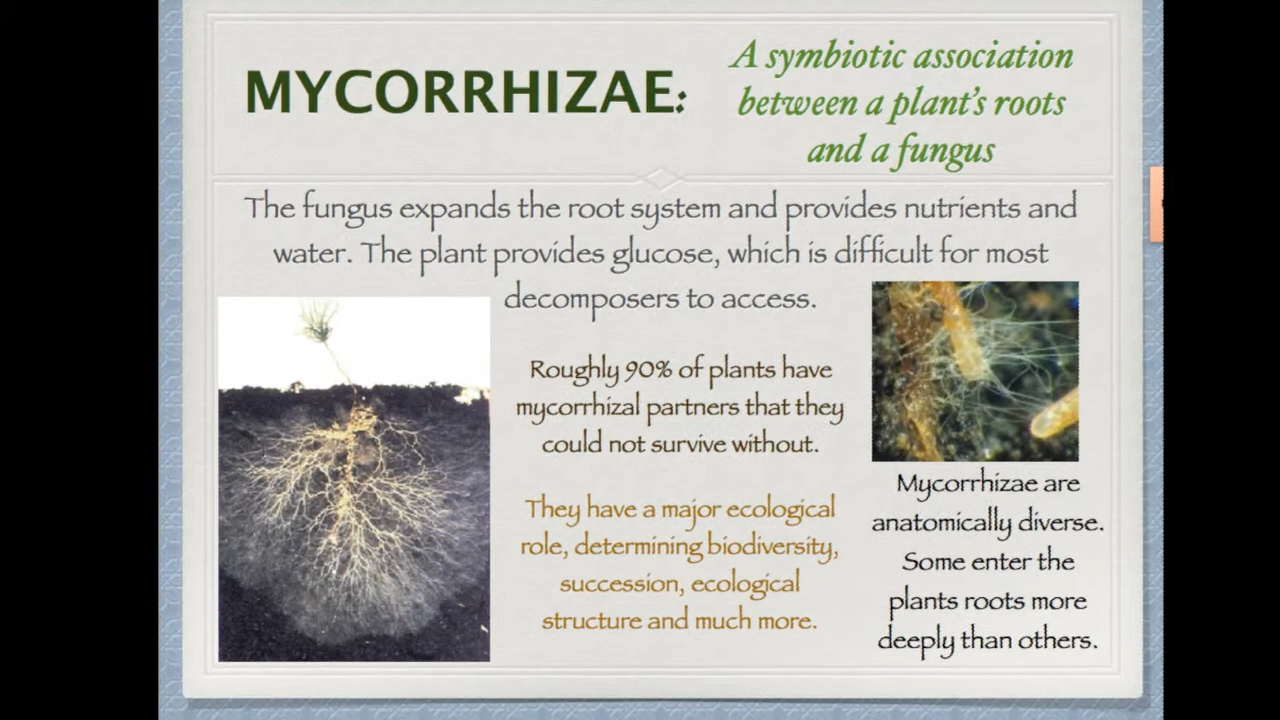 MYCORRHIZAE:
A symbiotic association
between a plant's roots
and a fungus
The fungus expands the root system and provides nutrients and
water. The plant provides glucose, which is difficult for most
decomposers to access.
Roughly 90% of plants have
mycorrhizal partners that they
could not survive without.
They have a major ecological
role, determining biodiversity,
succession, ecological
structure and much more.
Mycorrhizae are
anatomically diverse.
Some enter the
plants roots more
deeply than others.